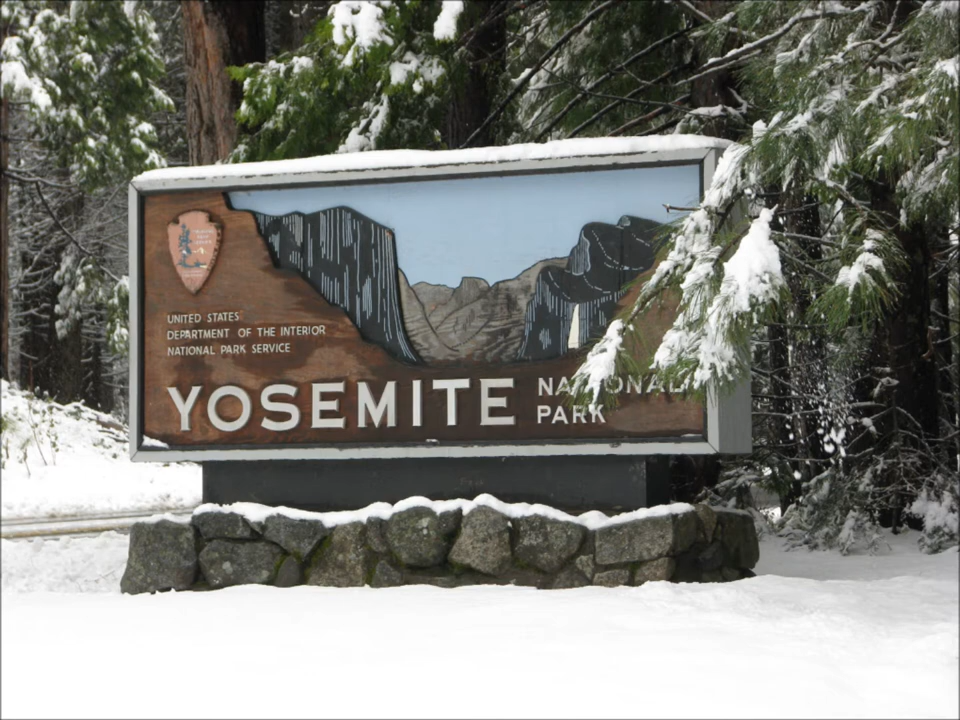 UNITED STATES
DEPARTMENT OF THE INTERIOR
NATIONAL PARK SERVICE
YOSEMITE NATIONAL
PARK